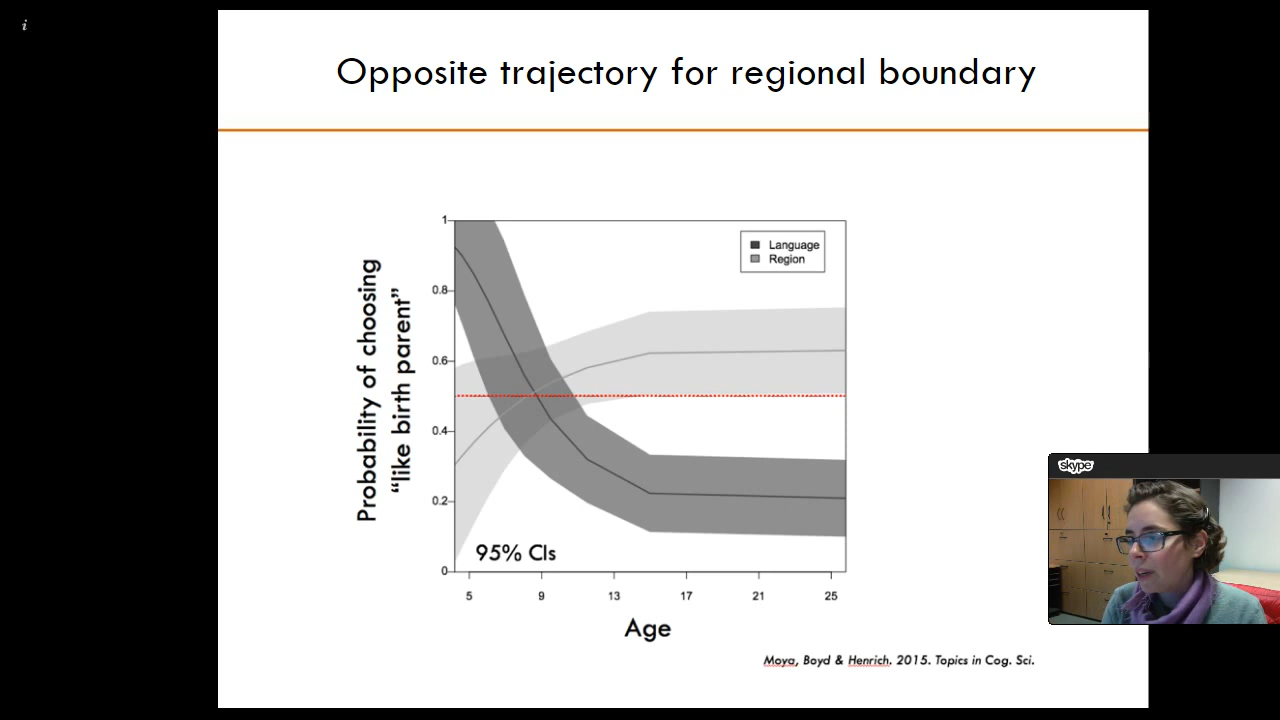 i
Opposite trajectory for regional boundary
Probability of choosing
“like birth parent”
1
0.8
0.6
0.4
0.2
0
Language
Region
95% CIs
5 9 13 17 21 25
Age
Moya, Boyd & Henrich. 2015. Topics in Cog. Sci.
skype